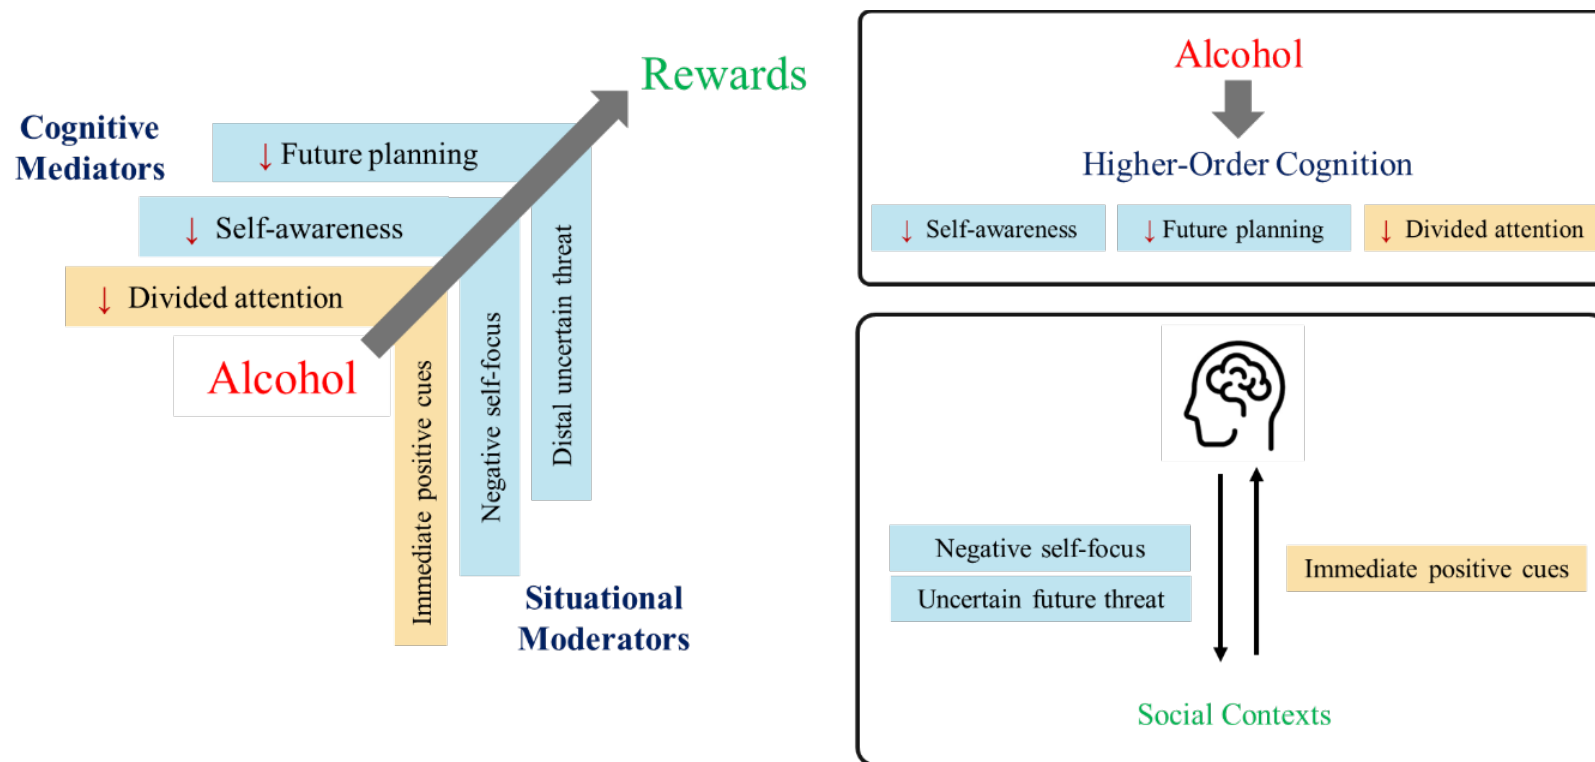 Rewards
Cognitive
Mediators
↓ Future planning
↓ Self-awareness
↓ Divided attention
Alcohol
Immediate positive cues
Negative self-focus
Distal uncertain threat
Situational
Moderators
Alcohol
Higher-Order Cognition
↓ Self-awareness
↓ Future planning
↓ Divided attention
Negative self-focus
Uncertain future threat
Immediate positive cues
Social Contexts